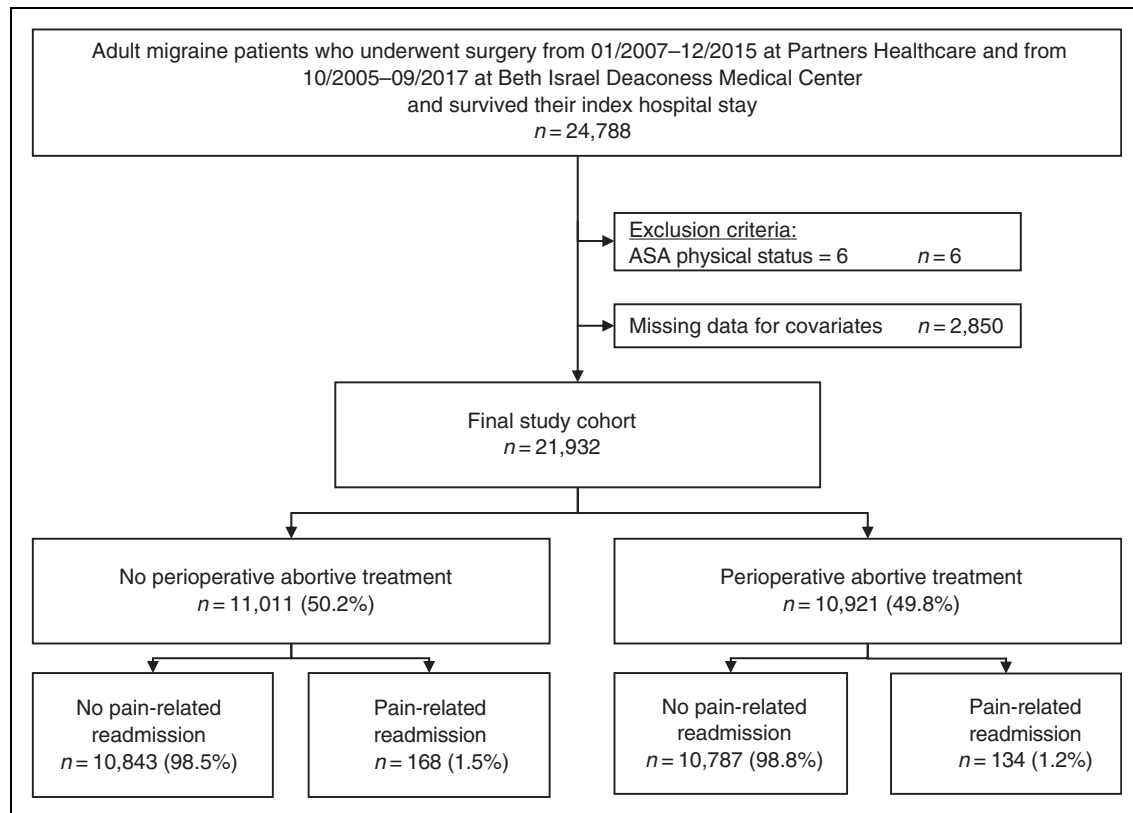 Adult migraine patients who underwent surgery from 01/2007–12/2015 at Partners Healthcare and from
10/2005–09/2017 at Beth Israel Deaconess Medical Center
and survived their index hospital stay
n = 24,788
Exclusion criteria:
ASA physical status = 6 n = 6
Missing data for covariates n = 2,850
Final study cohort
n = 21,932
No perioperative abortive treatment
n = 11,011 (50.2%)
Perioperative abortive treatment
n = 10,921 (49.8%)
No pain-related
readmission
n = 10,843 (98.5%)
Pain-related
readmission
n = 168 (1.5%)
No pain-related
readmission
n = 10,787 (98.8%)
Pain-related
readmission
n = 134 (1.2%)